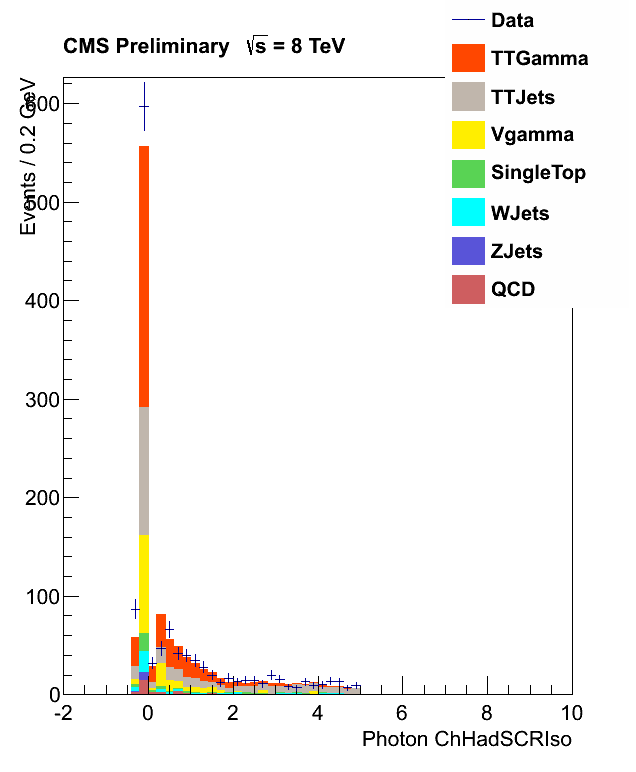 CMS Preliminary √s = 8 TeV
Data
TTGamma
TTJets
Vgamma
SingleTop
WJets
ZJets
QCD
Events / 0.2 GeV
600
500
400
300
200
100
0
-2 0 2 4 6 8 10
Photon ChHadSCRIso